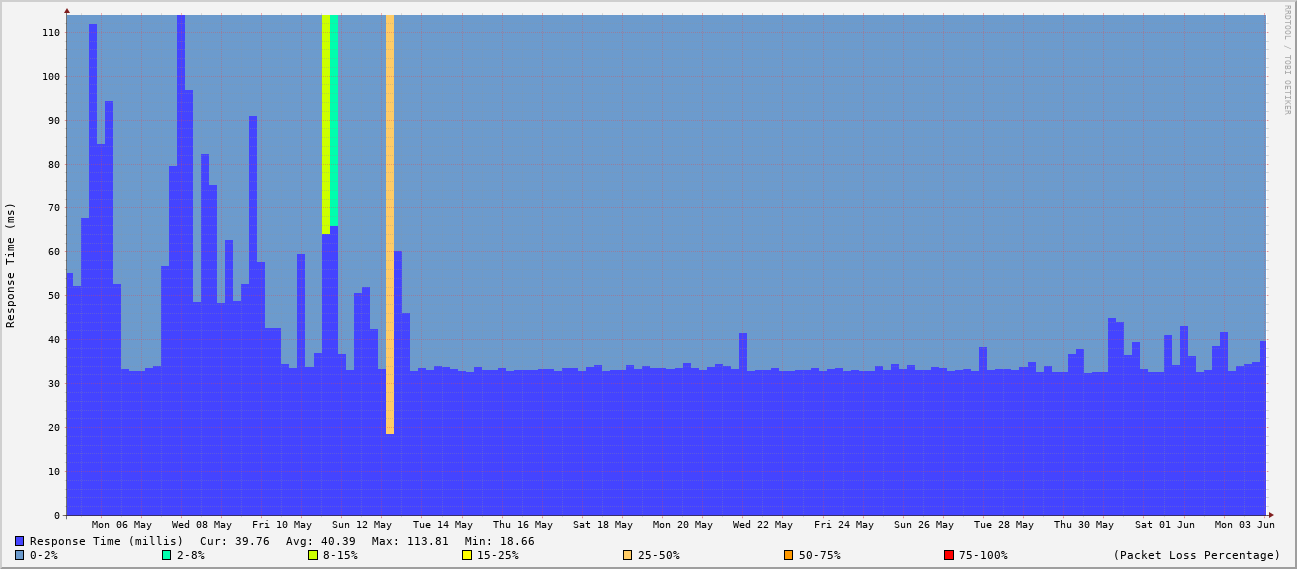 RRDTOOL / TOBI OETIKER
Response Time (ms)
110
100
90
80
70
60
50
40
30
20
10
0
Mon 06 May Wed 08 May Fri 10 May Sun 12 May Tue 14 May Thu 16 May Sat 18 May Mon 20 May Wed 22 May Fri 24 May Sun 26 May Tue 28 May Thu 30 May Sat 01 Jun Mon 03 Jun
Response Time (millis) Cur: 39.76 Avg: 40.39 Max: 113.81 Min: 18.66
0-2% 2-8% 8-15% 15-25% 25-50% 50-75% 75-100% (Packet Loss Percentage)